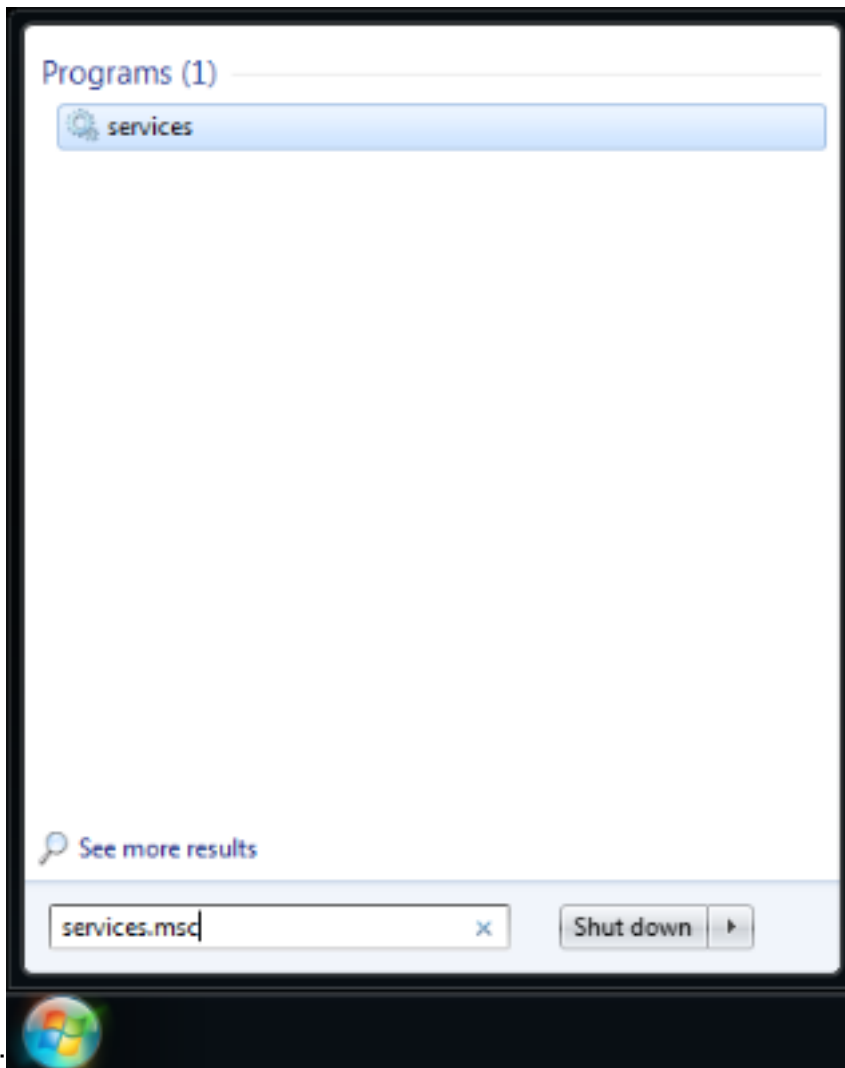 Programs (1)
services
See more results
services.msc
Shut down
.